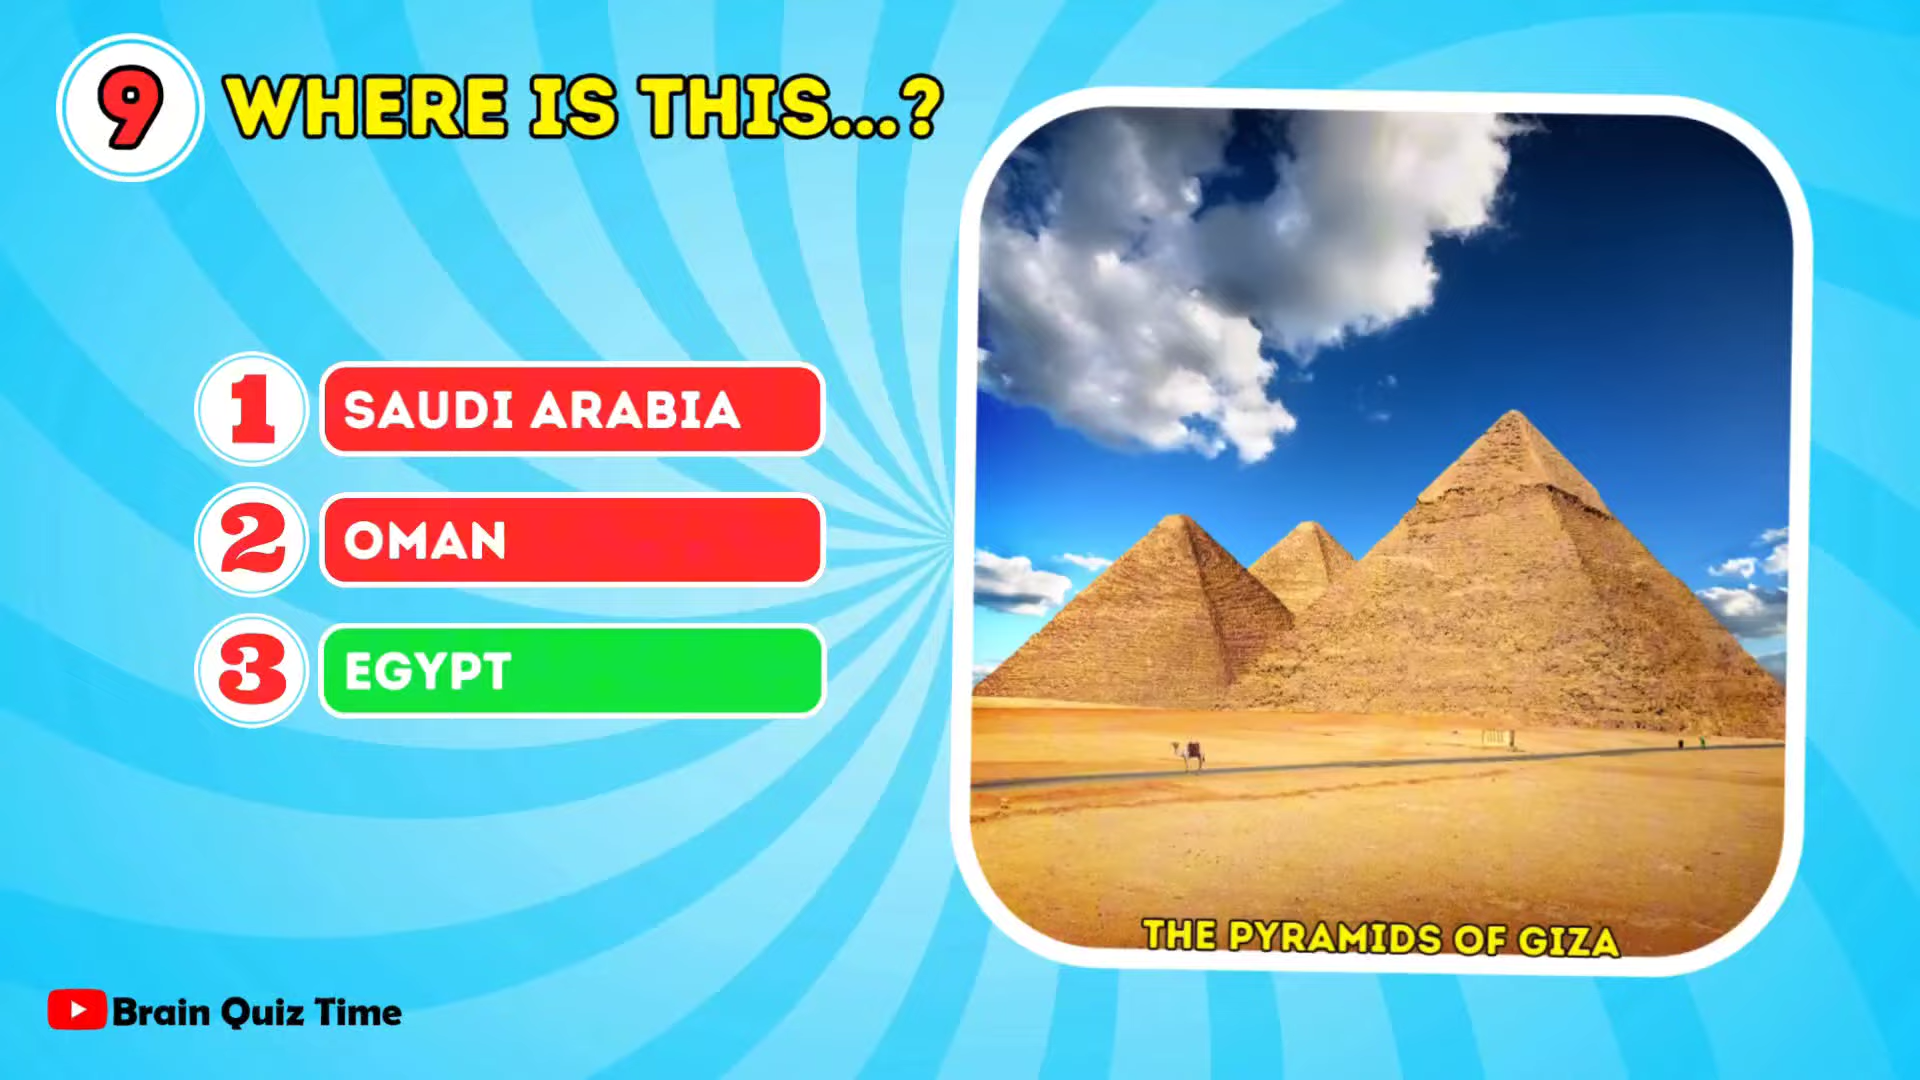 9 WHERE IS THIS...?
1 SAUDI ARABIA
2 OMAN
3 EGYPT
THE PYRAMIDS OF GIZA
Brain Quiz Time